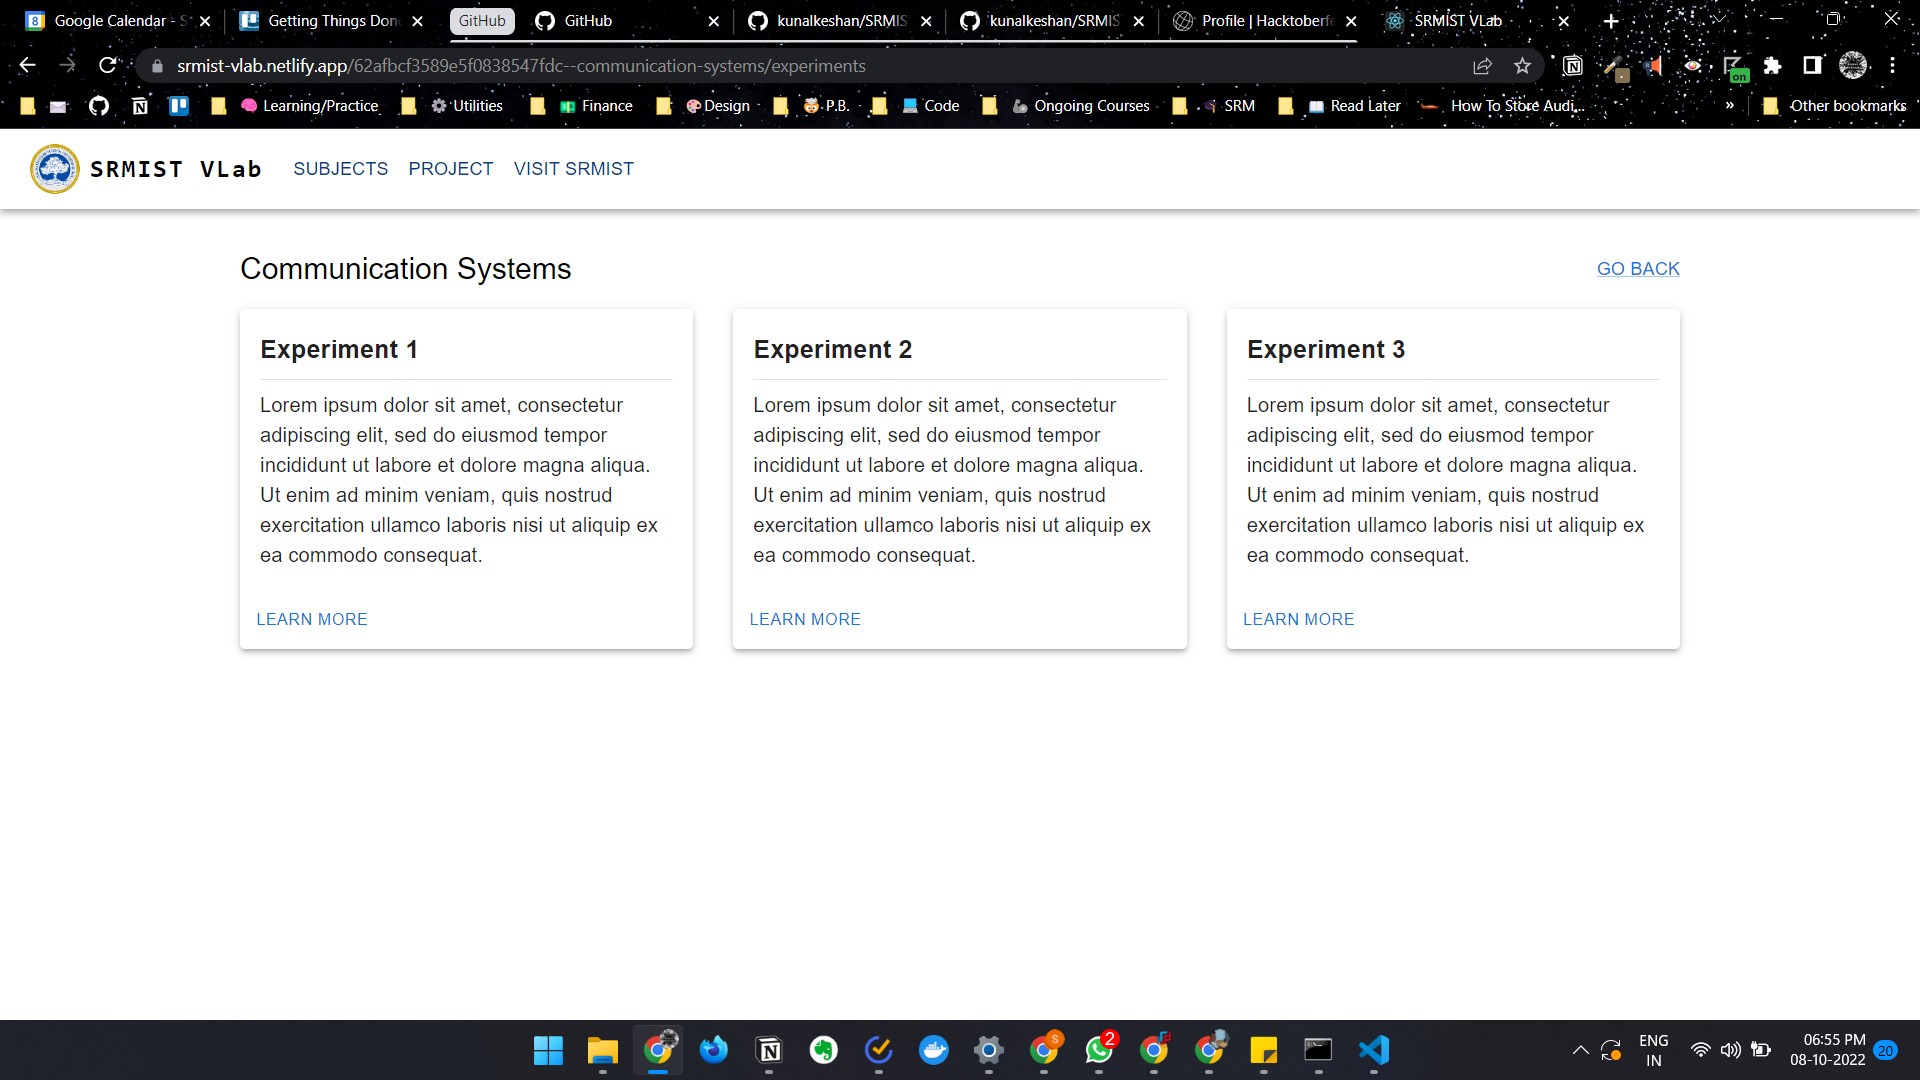 Google Calendar - S
Getting Things Don
GitHub
GitHub
kunalkeshan/SRMIS
kunalkeshan/SRMIS
Profile | Hacktoberfe
SRMIST VLab
srmist-vlab.netlify.app/62afbcf3589e5f0838547fdc--communication-systems/experiments
on
Learning/Practice
Utilities
Finance
Design
P.B.
Code
Ongoing Courses
SRM
Read Later
How To Store Audi...
»
Other bookmarks
SRMIST VLab
SUBJECTS
PROJECT
VISIT SRMIST
Communication Systems
GO BACK
Experiment 1
Lorem ipsum dolor sit amet, consectetur
adipiscing elit, sed do eiusmod tempor
incididunt ut labore et dolore magna aliqua.
Ut enim ad minim veniam, quis nostrud
exercitation ullamco laboris nisi ut aliquip ex
ea commodo consequat.
LEARN MORE
Experiment 2
Lorem ipsum dolor sit amet, consectetur
adipiscing elit, sed do eiusmod tempor
incididunt ut labore et dolore magna aliqua.
Ut enim ad minim veniam, quis nostrud
exercitation ullamco laboris nisi ut aliquip ex
ea commodo consequat.
LEARN MORE
Experiment 3
Lorem ipsum dolor sit amet, consectetur
adipiscing elit, sed do eiusmod tempor
incididunt ut labore et dolore magna aliqua.
Ut enim ad minim veniam, quis nostrud
exercitation ullamco laboris nisi ut aliquip ex
ea commodo consequat.
LEARN MORE
S
2
ENG
IN
06:55 PM
08-10-2022
20